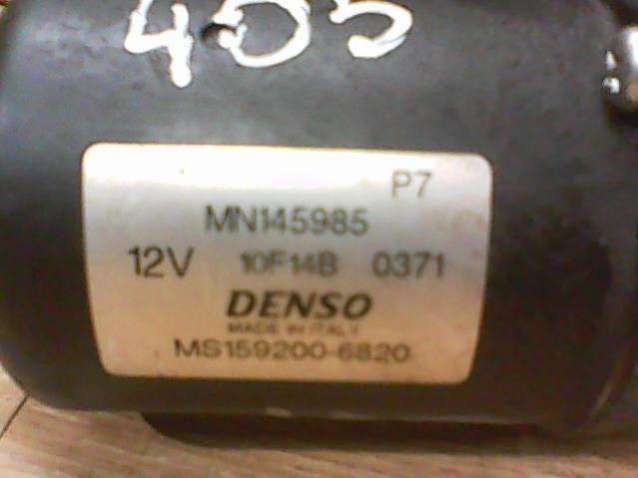 405
P7
MN145985
12V 10F14B 0371
DENSO
MADE IN ITALY
MS159200-6820